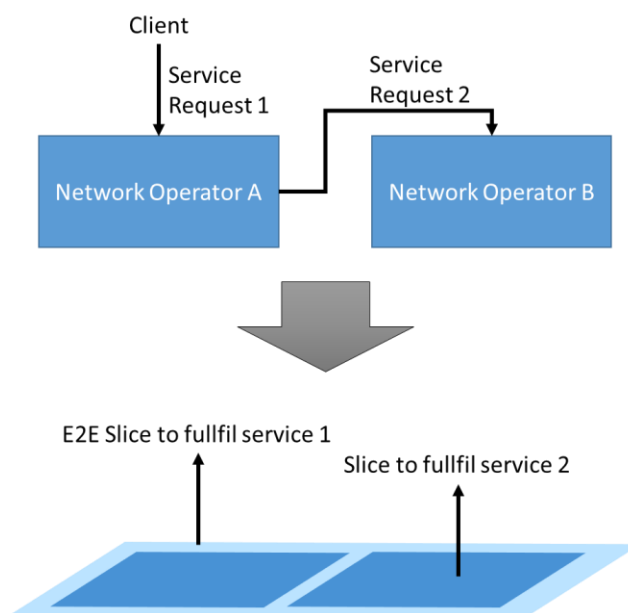 Client
Service
Request 1
Service
Request 2
Network Operator A
Network Operator B
E2E Slice to fullfil service 1
Slice to fullfil service 2